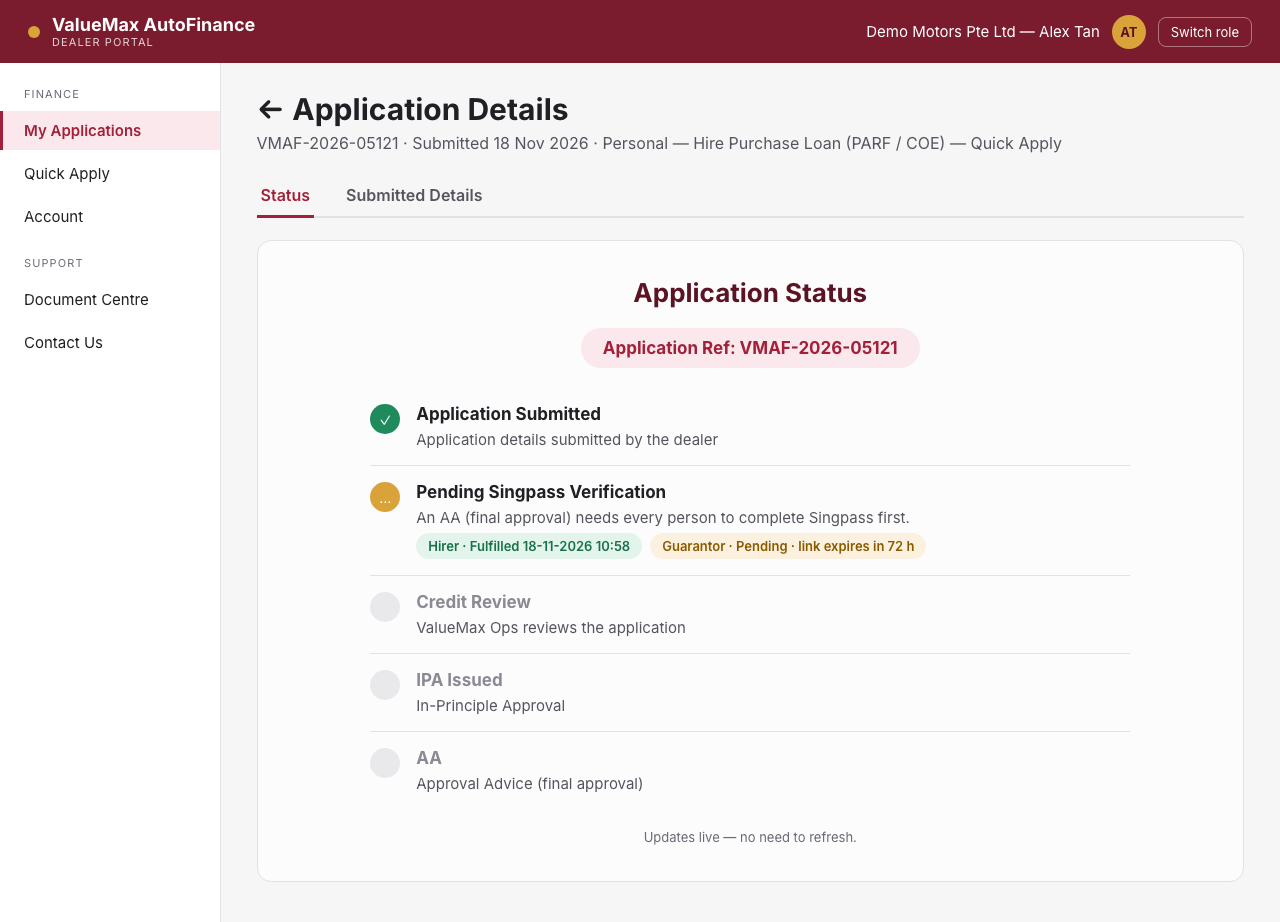 ValueMax AutoFinance
DEALER PORTAL
Demo Motors Pte Ltd — Alex Tan
AT
Switch role
FINANCE
My Applications
Quick Apply
Account
SUPPORT
Document Centre
Contact Us
← Application Details
VMAF-2026-05121 · Submitted 18 Nov 2026 · Personal — Hire Purchase Loan (PARF / COE) — Quick Apply
Status
Submitted Details
Application Status
Application Ref: VMAF-2026-05121
✓
Application Submitted
Application details submitted by the dealer
…
Pending Singpass Verification
An AA (final approval) needs every person to complete Singpass first.
Hirer · Fulfilled 18-11-2026 10:58
Guarantor · Pending · link expires in 72 h
Credit Review
ValueMax Ops reviews the application
IPA Issued
In-Principle Approval
AA
Approval Advice (final approval)
Updates live — no need to refresh.